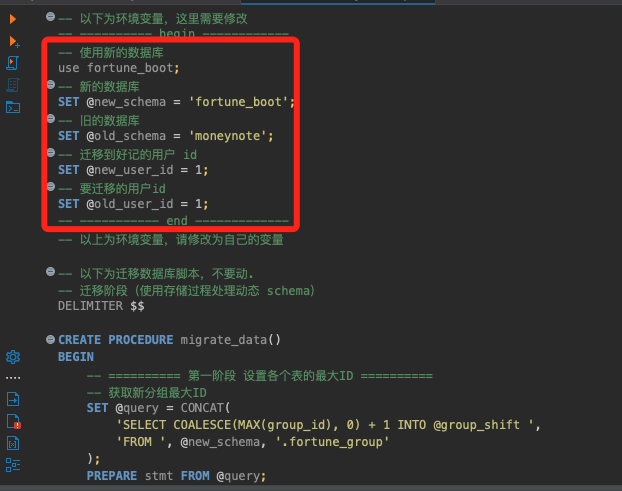 -- 以下为环境变量，这里需要修改
-- ---------- begin ------------
-- 使用新的数据库
use fortune_boot;
-- 新的数据库
SET @new_schema = 'fortune_boot';
-- 旧的数据库
SET @old_schema = 'moneynote';
-- 迁移到好记的用户 id
SET @new_user_id = 1;
-- 要迁移的用户id
SET @old_user_id = 1;
-- ----------- end -------------
-- 以上为环境变量，请修改为自己的变量
-- 以下为迁移数据库脚本，不要动.
-- 迁移阶段（使用存储过程处理动态 schema）
DELIMITER $$
CREATE PROCEDURE migrate_data()
BEGIN
-- ========== 第一阶段 设置各个表的最大ID ==========
-- 获取新分组最大ID
SET @query = CONCAT(
'SELECT COALESCE(MAX(group_id), 0) + 1 INTO @group_shift ',
'FROM ', @new_schema, '.fortune_group'
);
PREPARE stmt FROM @query;